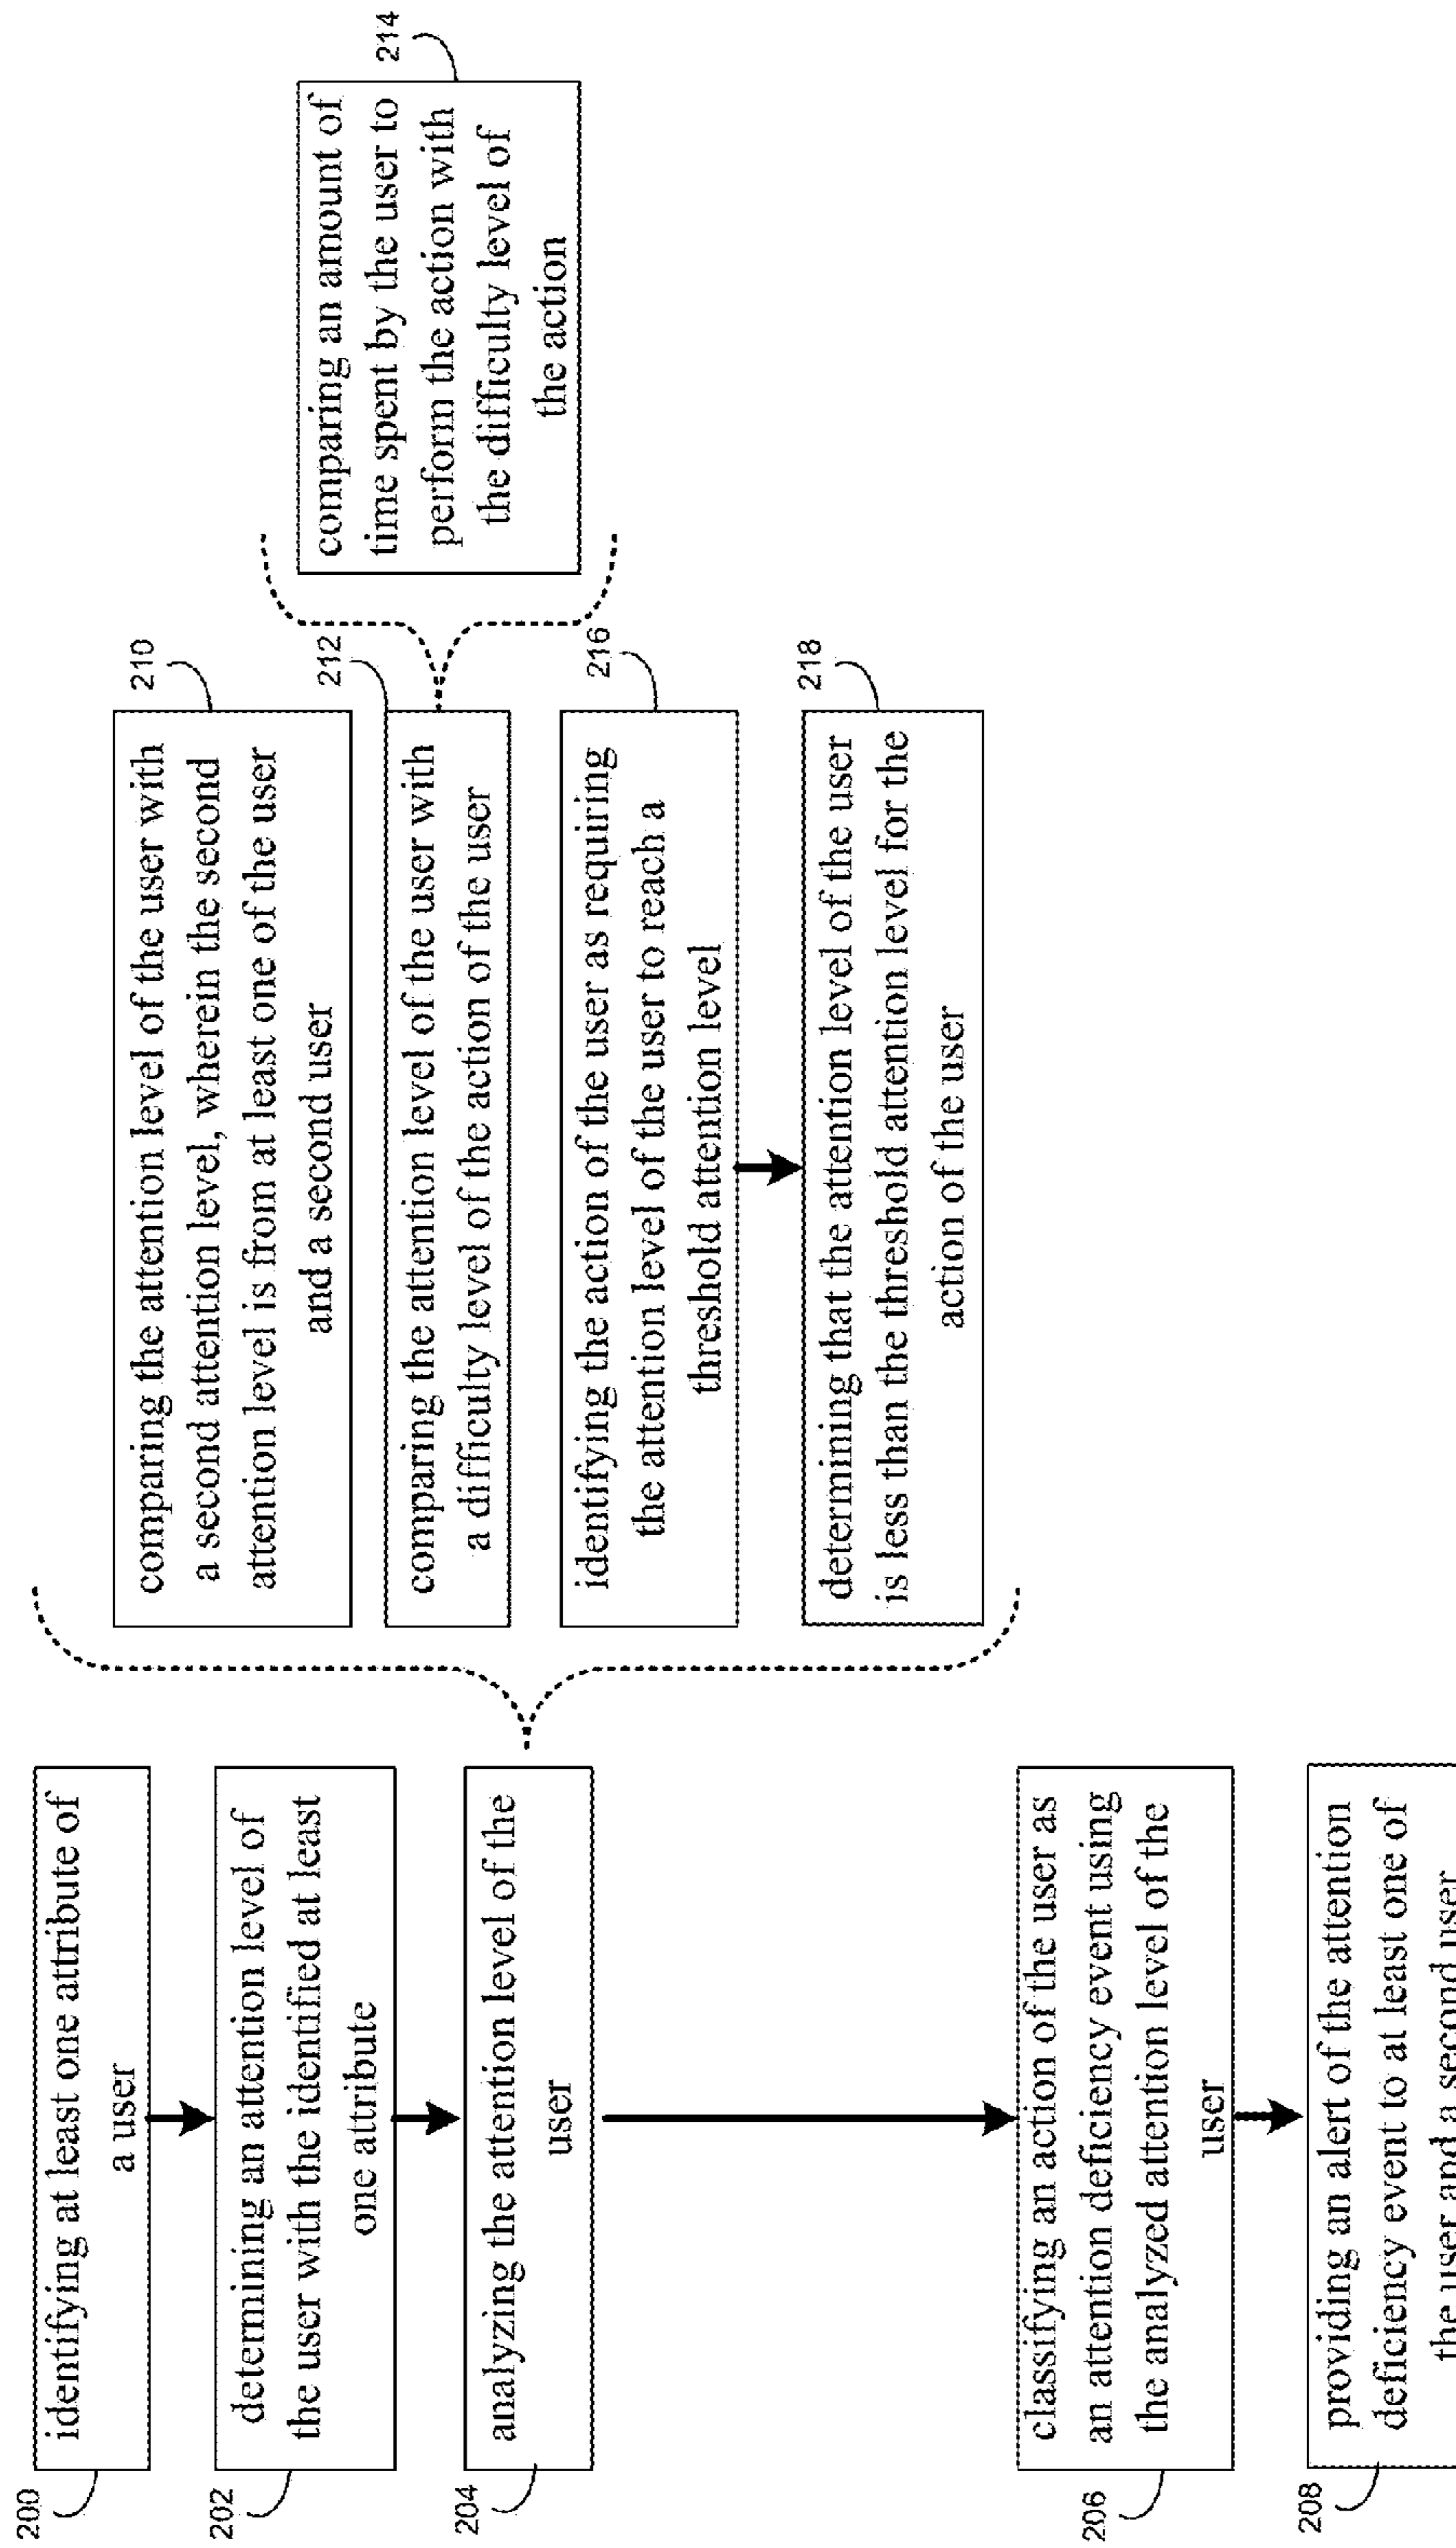 200
identifying at least one attribute of
a user
202
determining an attention level of
the user with the identified at least
one attribute
204
analyzing the attention level of the
user
206
classifying an action of the user as
an attention deficiency event using
the analyzed attention level of the
user
208
providing an alert of the attention
deficiency event to at least one of
the user and a second user
210
comparing the attention level of the user with
a second attention level, wherein the second
attention level is from at least one of the user
and a second user
212
comparing the attention level of the user with
a difficulty level of the action of the user
214
comparing an amount of
time spent by the user to
perform the action with
the difficulty level of
the action
216
identifying the action of the user as requiring
the attention level of the user to reach a
threshold attention level
218
determining that the attention level of the user
is less than the threshold attention level for the
action of the user